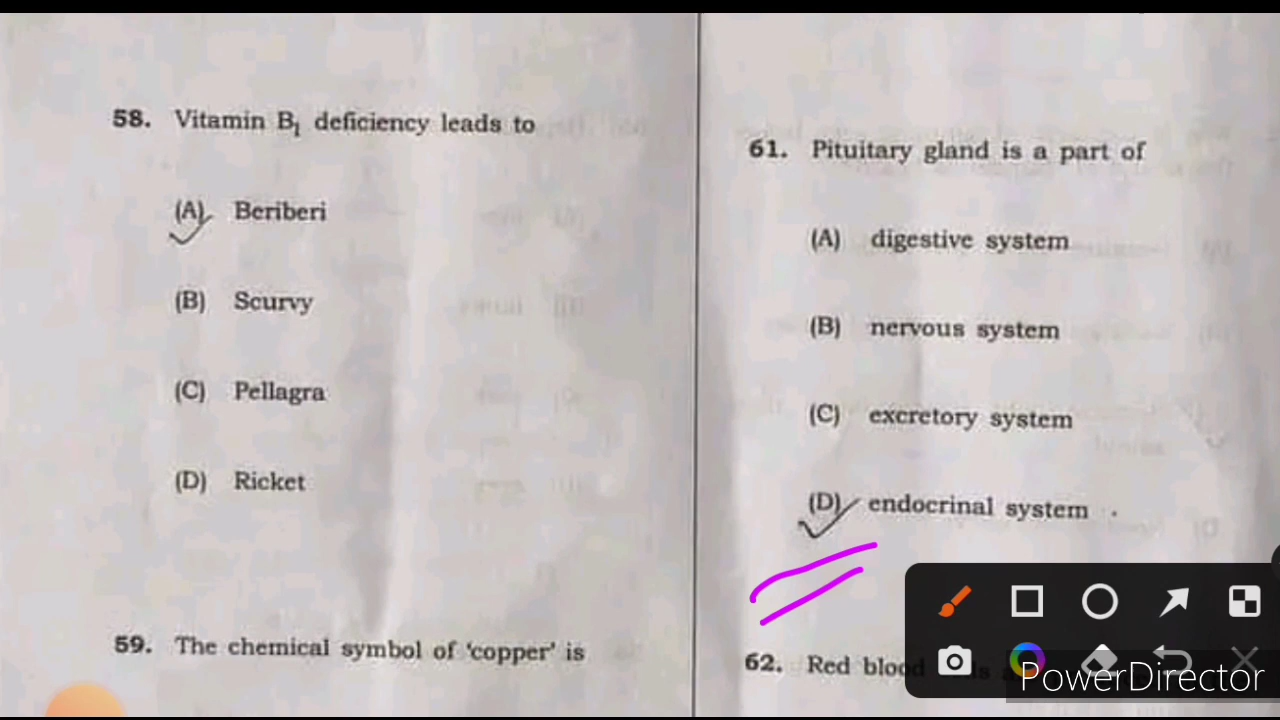 58. Vitamin B₁ deficiency leads to
(A) Beriberi
(B) Scurvy
(C) Pellagra
(D) Ricket
59. The chemical symbol of 'copper' is
61. Pituitary gland is a part of
(A) digestive system
(B) nervous system
(C) excretory system
(D) endocrinal system
62. Red blood
PowerDirector